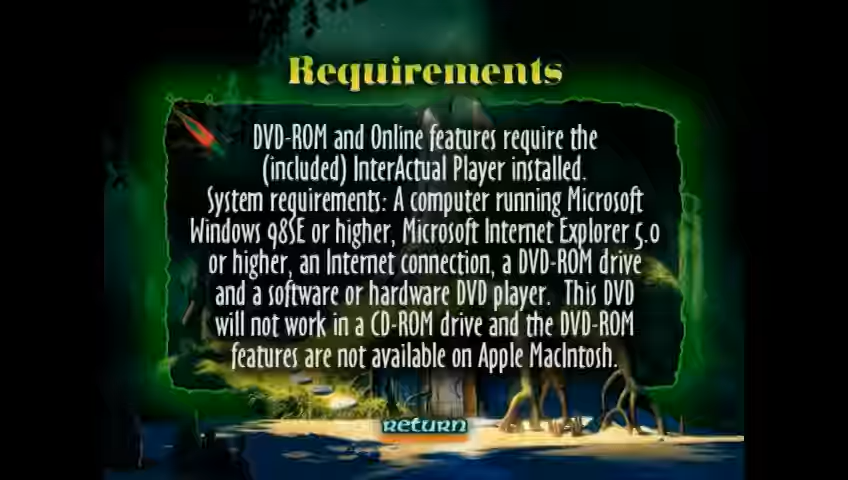 Requirements
DVD-ROM and Online features require the
(included) InterActual Player installed.
System requirements: A computer running Microsoft
Windows 98SE or higher, Microsoft Internet Explorer 5.0
or higher, an Internet connection, a DVD-ROM drive
and a software or hardware DVD player. This DVD
will not work in a CD-ROM drive and the DVD-ROM
features are not available on Apple MacIntosh.
RETURN